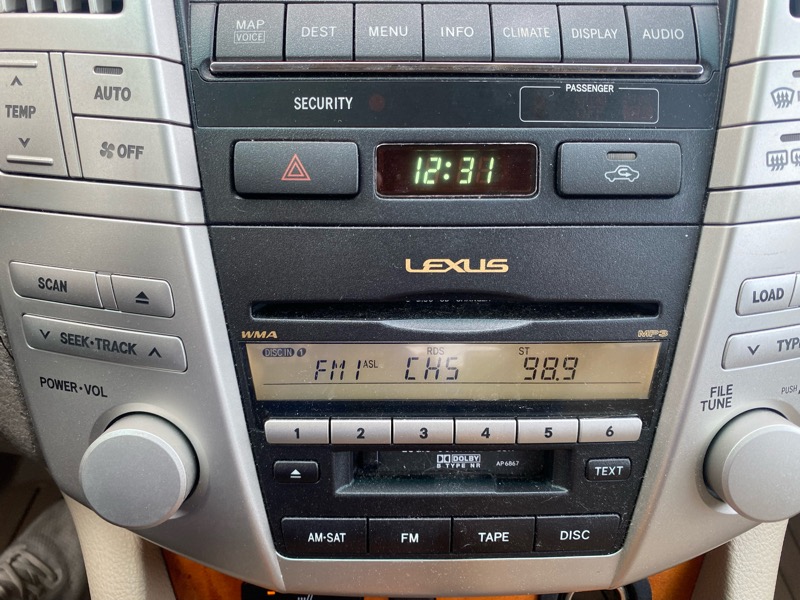 MAP
VOICE
DEST
MENU
INFO
CLIMATE
DISPLAY
AUDIO
TEMP
AUTO
OFF
SECURITY
PASSENGER
12:31
LEXUS
SCAN
LOAD
SEEK·TRACK
TYPE
WMA
MP3
DISC IN 1
FM1 ASL
RDS
CHS
ST
98.9
POWER·VOL
FILE
TUNE
PUSH
1 2 3 4 5 6
DOLBY
B TYPE NR
AP6867
TEXT
AM·SAT
FM
TAPE
DISC